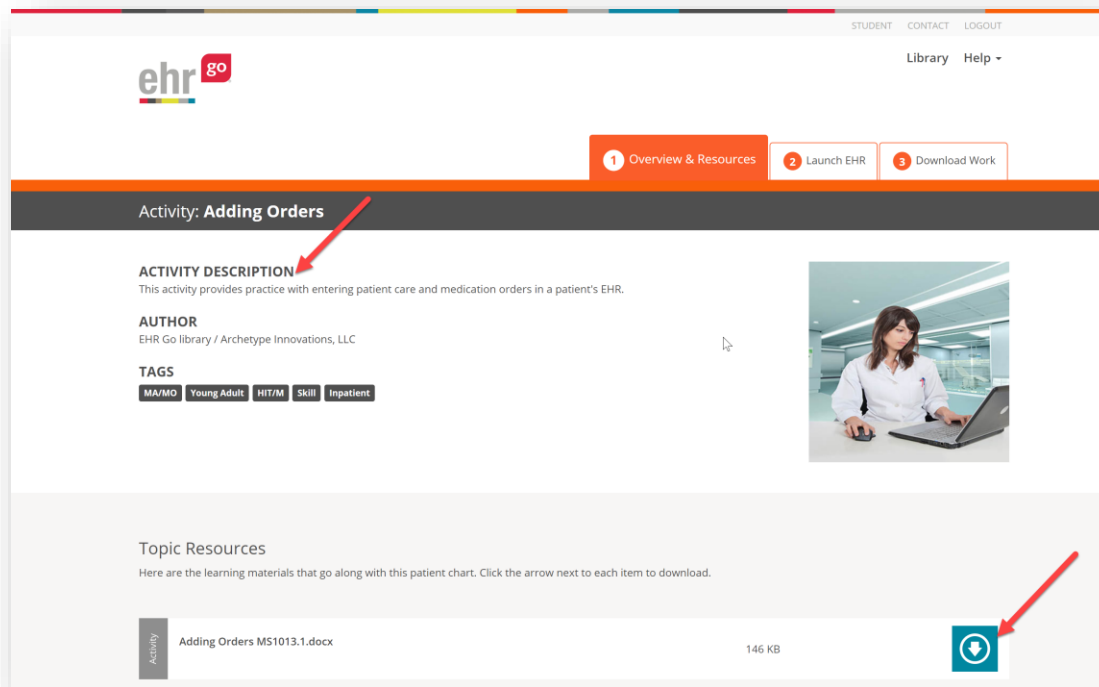 STUDENT CONTACT LOGOUT
ehr go
Library Help
1 Overview & Resources 2 Launch EHR 3 Download Work
Activity: Adding Orders
ACTIVITY DESCRIPTION
This activity provides practice with entering patient care and medication orders in a patient's EHR.
AUTHOR
EHR Go library / Archetype Innovations, LLC
TAGS
MA/MO Young Adult HIT/M Skill Inpatient
Topic Resources
Here are the learning materials that go along with this patient chart. Click the arrow next to each item to download.
Activity
Adding Orders MS1013.1.docx 146 KB